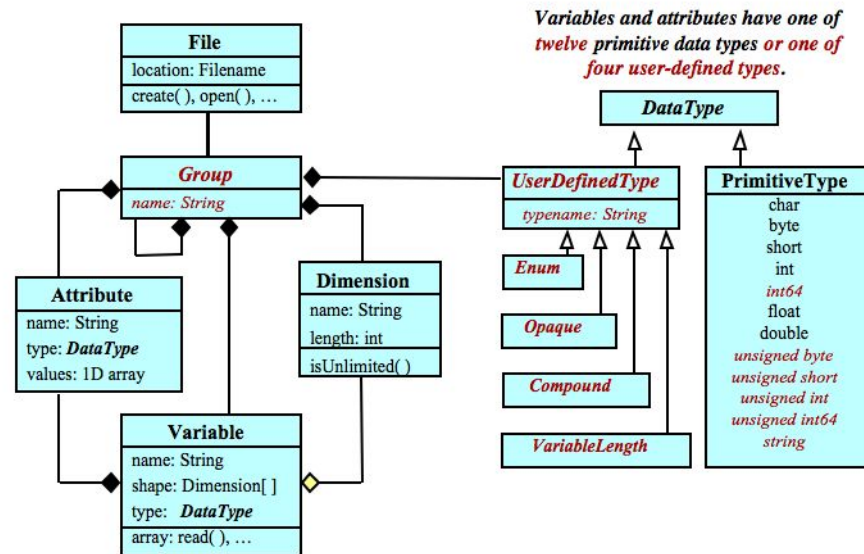 Variables and attributes have one of
twelve primitive data types or one of
four user-defined types.
File
location: Filename
create( ), open( ), …
DataType
Group
name: String
UserDefinedType
typename: String
PrimitiveType
char
byte
short
int
int64
float
double
unsigned byte
unsigned short
unsigned int
unsigned int64
string
Enum
Opaque
Compound
VariableLength
Attribute
name: String
type: DataType
values: 1D array
Dimension
name: String
length: int
isUnlimited( )
Variable
name: String
shape: Dimension[ ]
type: DataType
array: read( ), …